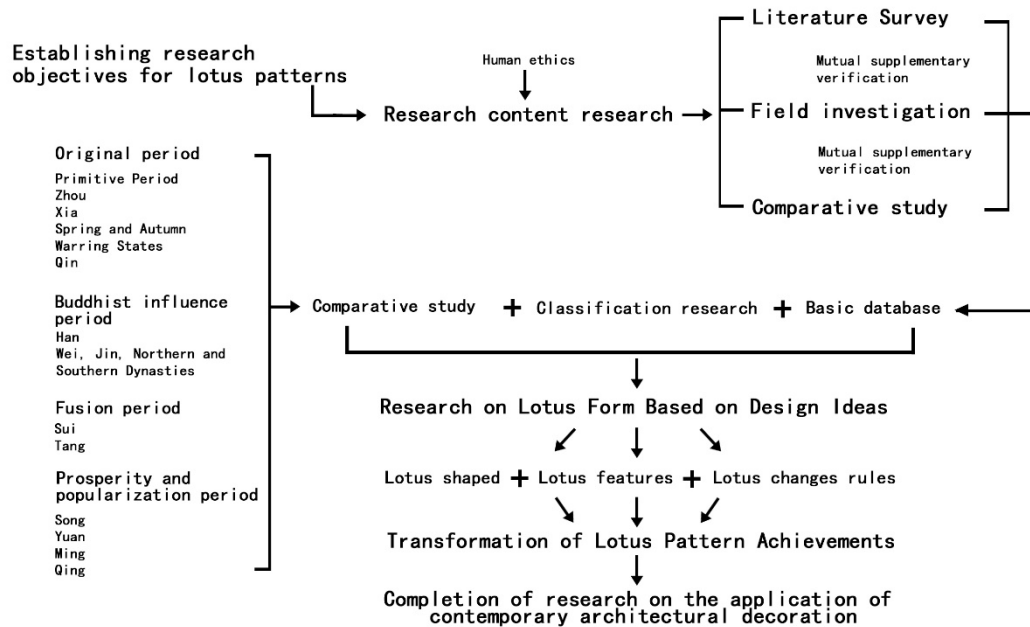 Establishing research
objectives for lotus patterns
Human ethics
Research content research
Literature Survey
Mutual supplementary
verification
Field investigation
Mutual supplementary
verification
Comparative study
Original period
Primitive Period
Zhou
Xia
Spring and Autumn
Warring States
Qin
Buddhist influence
period
Han
Wei, Jin, Northern and
Southern Dynasties
Fusion period
Sui
Tang
Prosperity and
popularization period
Song
Yuan
Ming
Qing
Comparative study + Classification research + Basic database
Research on Lotus Form Based on Design Ideas
Lotus shaped + Lotus features + Lotus changes rules
Transformation of Lotus Pattern Achievements
Completion of research on the application of
contemporary architectural decoration